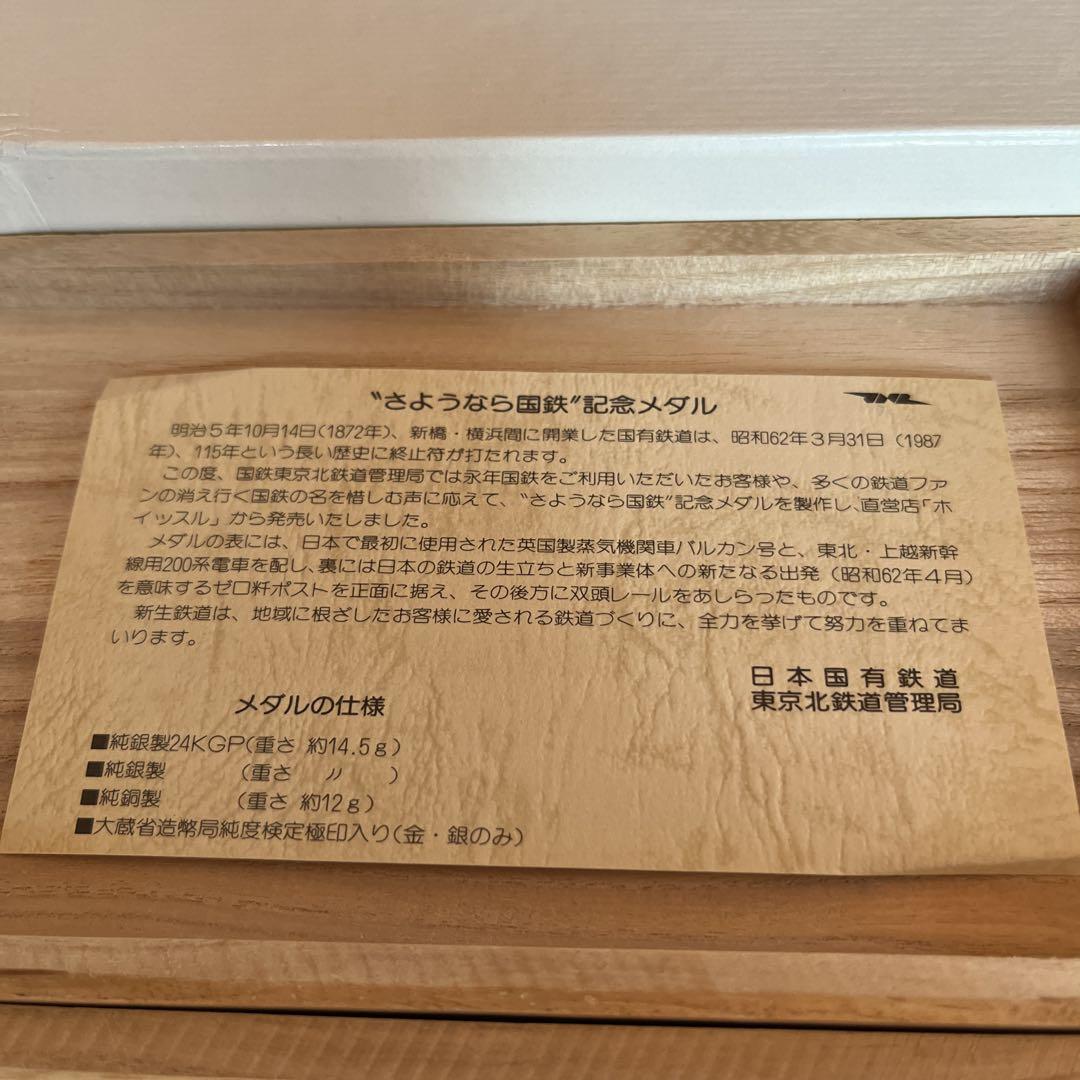 “さようなら国鉄”記念メダル
明治5年10月14日(1872年)、新橋・横浜間に開業した国有鉄道は、昭和62年3月31日(1987
年)、115年という長い歴史に終止符が打たれます。
この度、国鉄東京北鉄道管理局では永年国鉄をご利用いただいたお客様や、多くの鉄道ファ
ンの消え行く国鉄の名を惜しむ声に応えて、“さようなら国鉄”記念メダルを製作し、直営店「ホ
イッスル」から発売いたしました。
メダルの表には、日本で最初に使用された英国製蒸気機関車バルカン号と、東北・上越新幹
線用200系電車を配し、裏には日本の鉄道の生立ちと新事業体への新たなる出発(昭和62年4月)
を意味するゼロ料ポストを正面に据え、その後方に双頭レールをあしらったものです。
新生鉄道は、地域に根ざしたお客様に愛される鉄道づくりに、全力を挙げて努力を重ねてま
いります。
日本国有鉄道
東京北鉄道管理局
メダルの仕様
■純銀製24KGP(重さ 約14.5g)
■純銀製 (重さ 〃 )
■純銅製 (重さ 約12g)
■大蔵省造幣局純度検定極印入り(金・銀のみ)